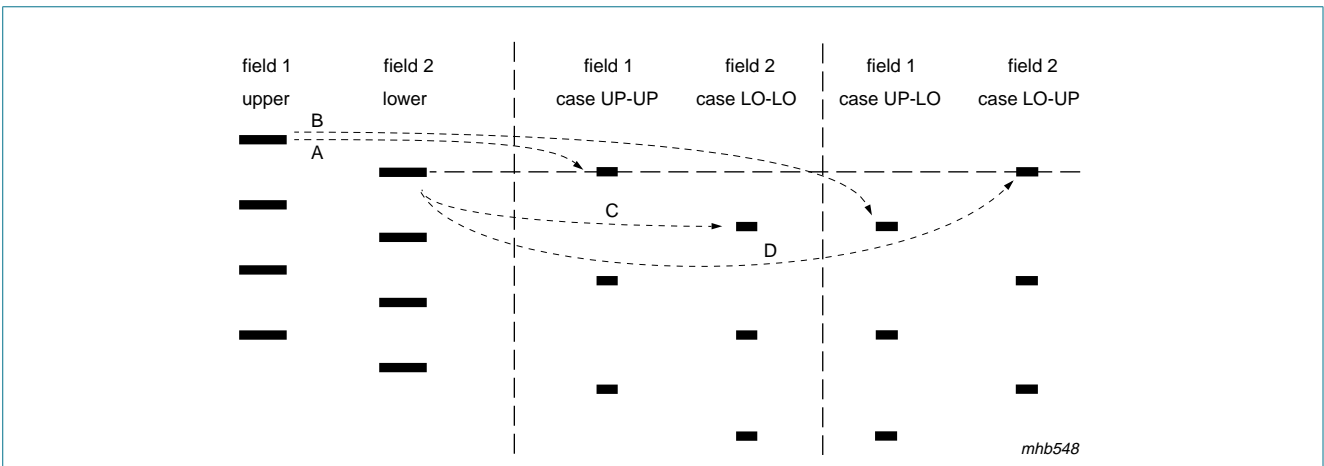 field 1 field 2 field 1 field 2 field 1 field 2
upper lower case UP-UP case LO-LO case UP-LO case LO-UP
B
A
C
D
mhb548